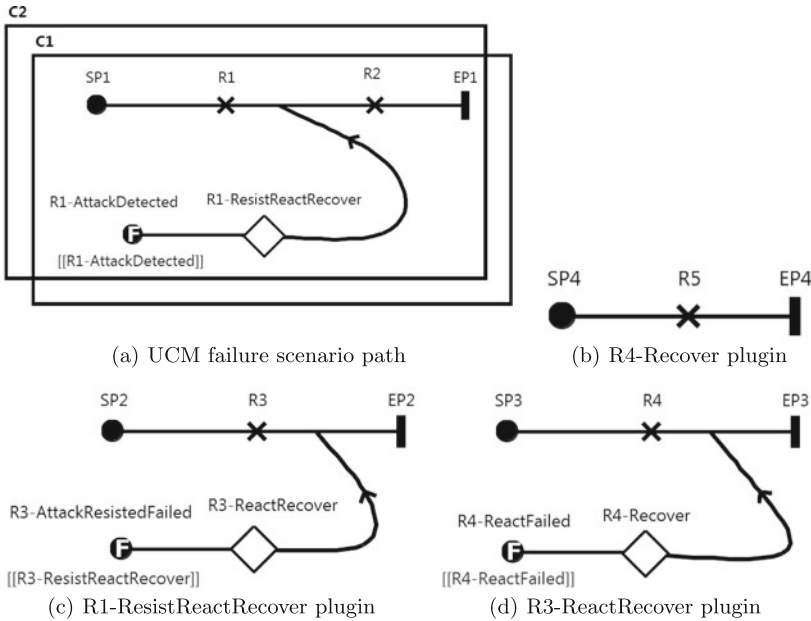 C2
C1
SP1 R1 R2 EP1
R1-AttackDetected R1-ResistReactRecover
F
[[R1-AttackDetected]]
(a) UCM failure scenario path
SP4 R5 EP4
(b) R4-Recover plugin
SP2 R3 EP2
R3-AttackResistedFailed R3-ReactRecover
F
[[R3-ResistReactRecover]]
(c) R1-ResistReactRecover plugin
SP3 R4 EP3
R4-ReactFailed R4-Recover
F
[[R4-ReactFailed]]
(d) R3-ReactRecover plugin